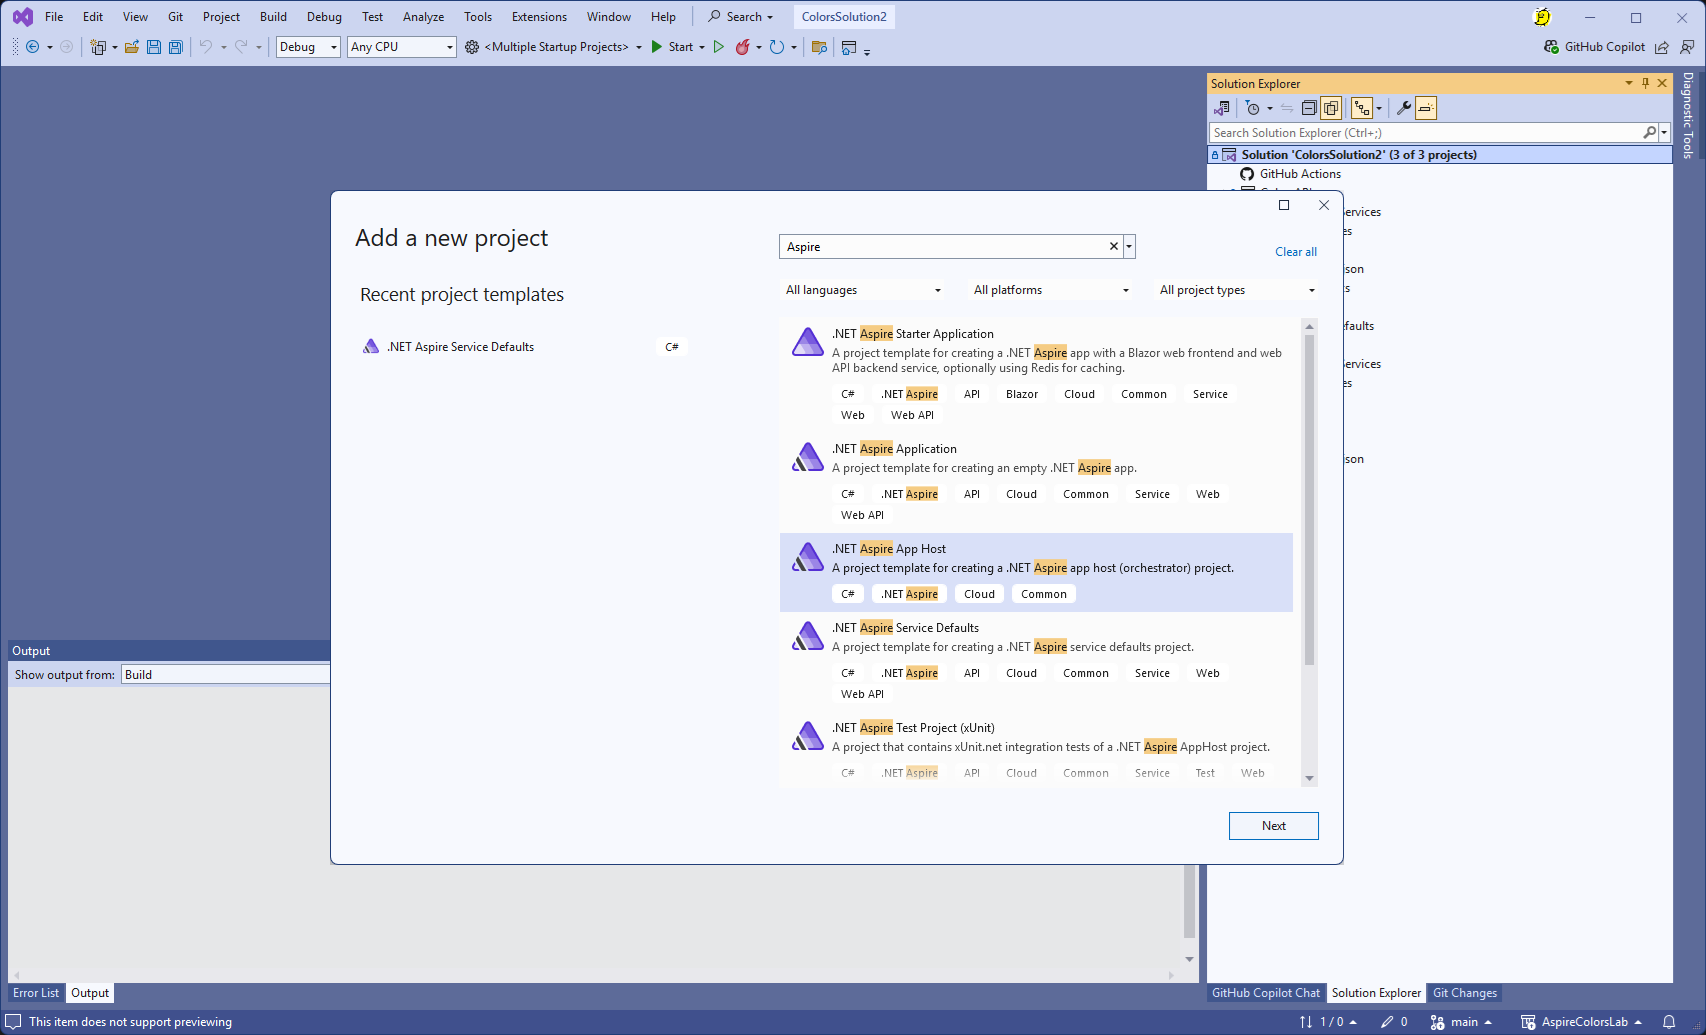 File Edit View Git Project Build Debug Test Analyze Tools Extensions Window Help Search ColorsSolution2
Debug Any CPU <Multiple Startup Projects> Start GitHub Copilot
Solution Explorer
Diagnostic Tools
Search Solution Explorer (Ctrl+;)
Solution 'ColorsSolution2' (3 of 3 projects)
GitHub Actions
ervices
es
ison
s
faults
ervices
es
ison
Add a new project
Aspire
Clear all
Recent project templates
All languages All platforms All project types
.NET Aspire Service Defaults C#
.NET Aspire Starter Application
A project template for creating a .NET Aspire app with a Blazor web frontend and web
API backend service, optionally using Redis for caching.
C# .NET Aspire API Blazor Cloud Common Service
Web Web API
.NET Aspire Application
A project template for creating an empty .NET Aspire app.
C# .NET Aspire API Cloud Common Service Web
Web API
.NET Aspire App Host
A project template for creating a .NET Aspire app host (orchestrator) project.
C# .NET Aspire Cloud Common
.NET Aspire Service Defaults
A project template for creating a .NET Aspire service defaults project.
C# .NET Aspire API Cloud Common Service Web
Web API
.NET Aspire Test Project (xUnit)
A project that contains xUnit.net integration tests of a .NET Aspire AppHost project.
C# .NET Aspire API Cloud Common Service Test Web
Next
Output
Show output from: Build
Error List Output
GitHub Copilot Chat Solution Explorer Git Changes
This item does not support previewing
1 / 0 0 main AspireColorsLab